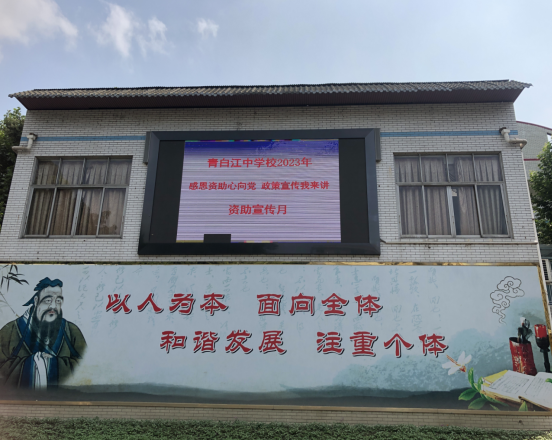 青白江中学校2023年
感恩资助心向党 政策宣传我来讲
资助宣传月
以人为本 面向全体
和谐发展 注重个体